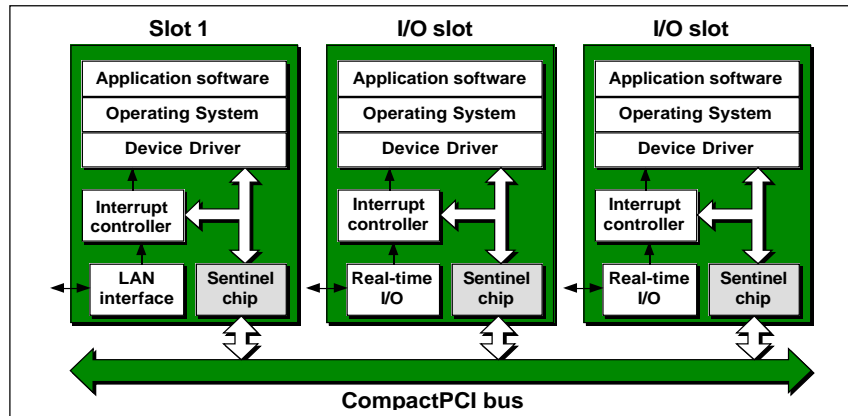 Slot 1
Application software
Operating System
Device Driver
Interrupt
controller
LAN
interface
Sentinel
chip
I/O slot
Application software
Operating System
Device Driver
Interrupt
controller
Real-time
I/O
Sentinel
chip
I/O slot
Application software
Operating System
Device Driver
Interrupt
controller
Real-time
I/O
Sentinel
chip
CompactPCI bus